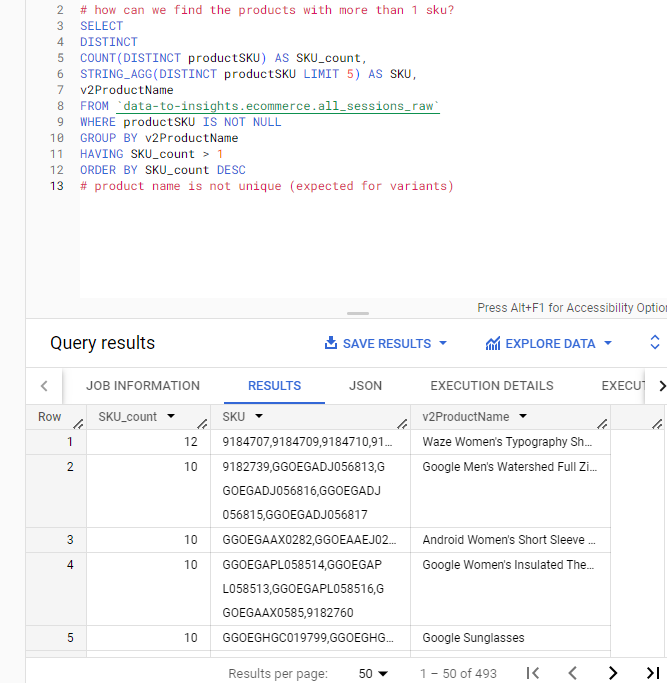 2 # how can we find the products with more than 1 sku?
3 SELECT
4 DISTINCT
5 COUNT(DISTINCT productSKU) AS SKU_count,
6 STRING_AGG(DISTINCT productSKU LIMIT 5) AS SKU,
7 v2ProductName
8 FROM `data-to-insights.ecommerce.all_sessions_raw`
9 WHERE productSKU IS NOT NULL
10 GROUP BY v2ProductName
11 HAVING SKU_count > 1
12 ORDER BY SKU_count DESC
13 # product name is not unique (expected for variants)
Press Alt+F1 for Accessibility Optio
Query results
SAVE RESULTS
EXPLORE DATA
JOB INFORMATION
RESULTS
JSON
EXECUTION DETAILS
EXECUT
Row SKU_count SKU v2ProductName
1 12 9184707,9184709,9184710,91... Waze Women's Typography Sh...
2 10 9182739,GGOEGADJ056813,G Google Men's Watershed Full Zi...
GOEGADJ056816,GGOEGADJ
056815,GGOEGADJ056817
3 10 GGOEGAAX0282,GGOEAAEJ02... Android Women's Short Sleeve ...
4 10 GGOEGAPL058514,GGOEGAP Google Women's Insulated The...
L058513,GGOEGAPL058516,G
GOEGAAX0585,9182760
5 10 GGOEGHGC019799,GGOEGHG... Google Sunglasses
Results per page: 50 1 – 50 of 493